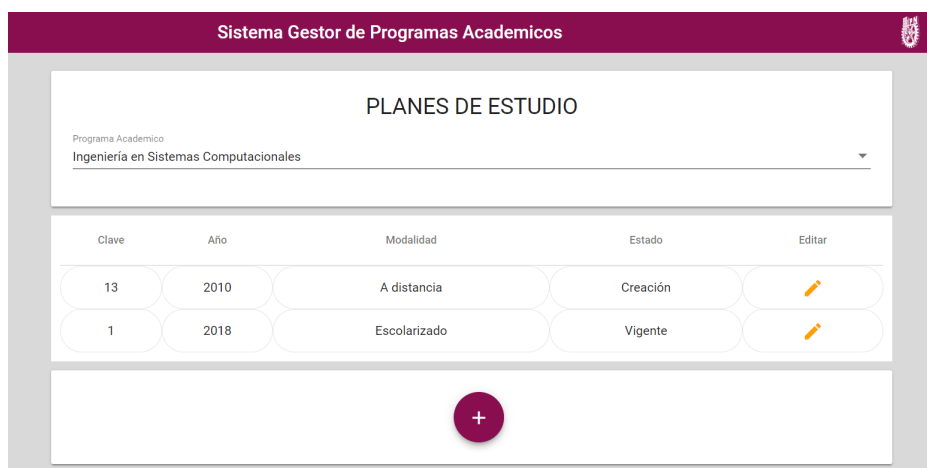 Sistema Gestor de Programas Academicos
PLANES DE ESTUDIO
Programa Academico
Ingeniería en Sistemas Computacionales
Clave Año Modalidad Estado Editar
13 2010 A distancia Creación
1 2018 Escolarizado Vigente
+